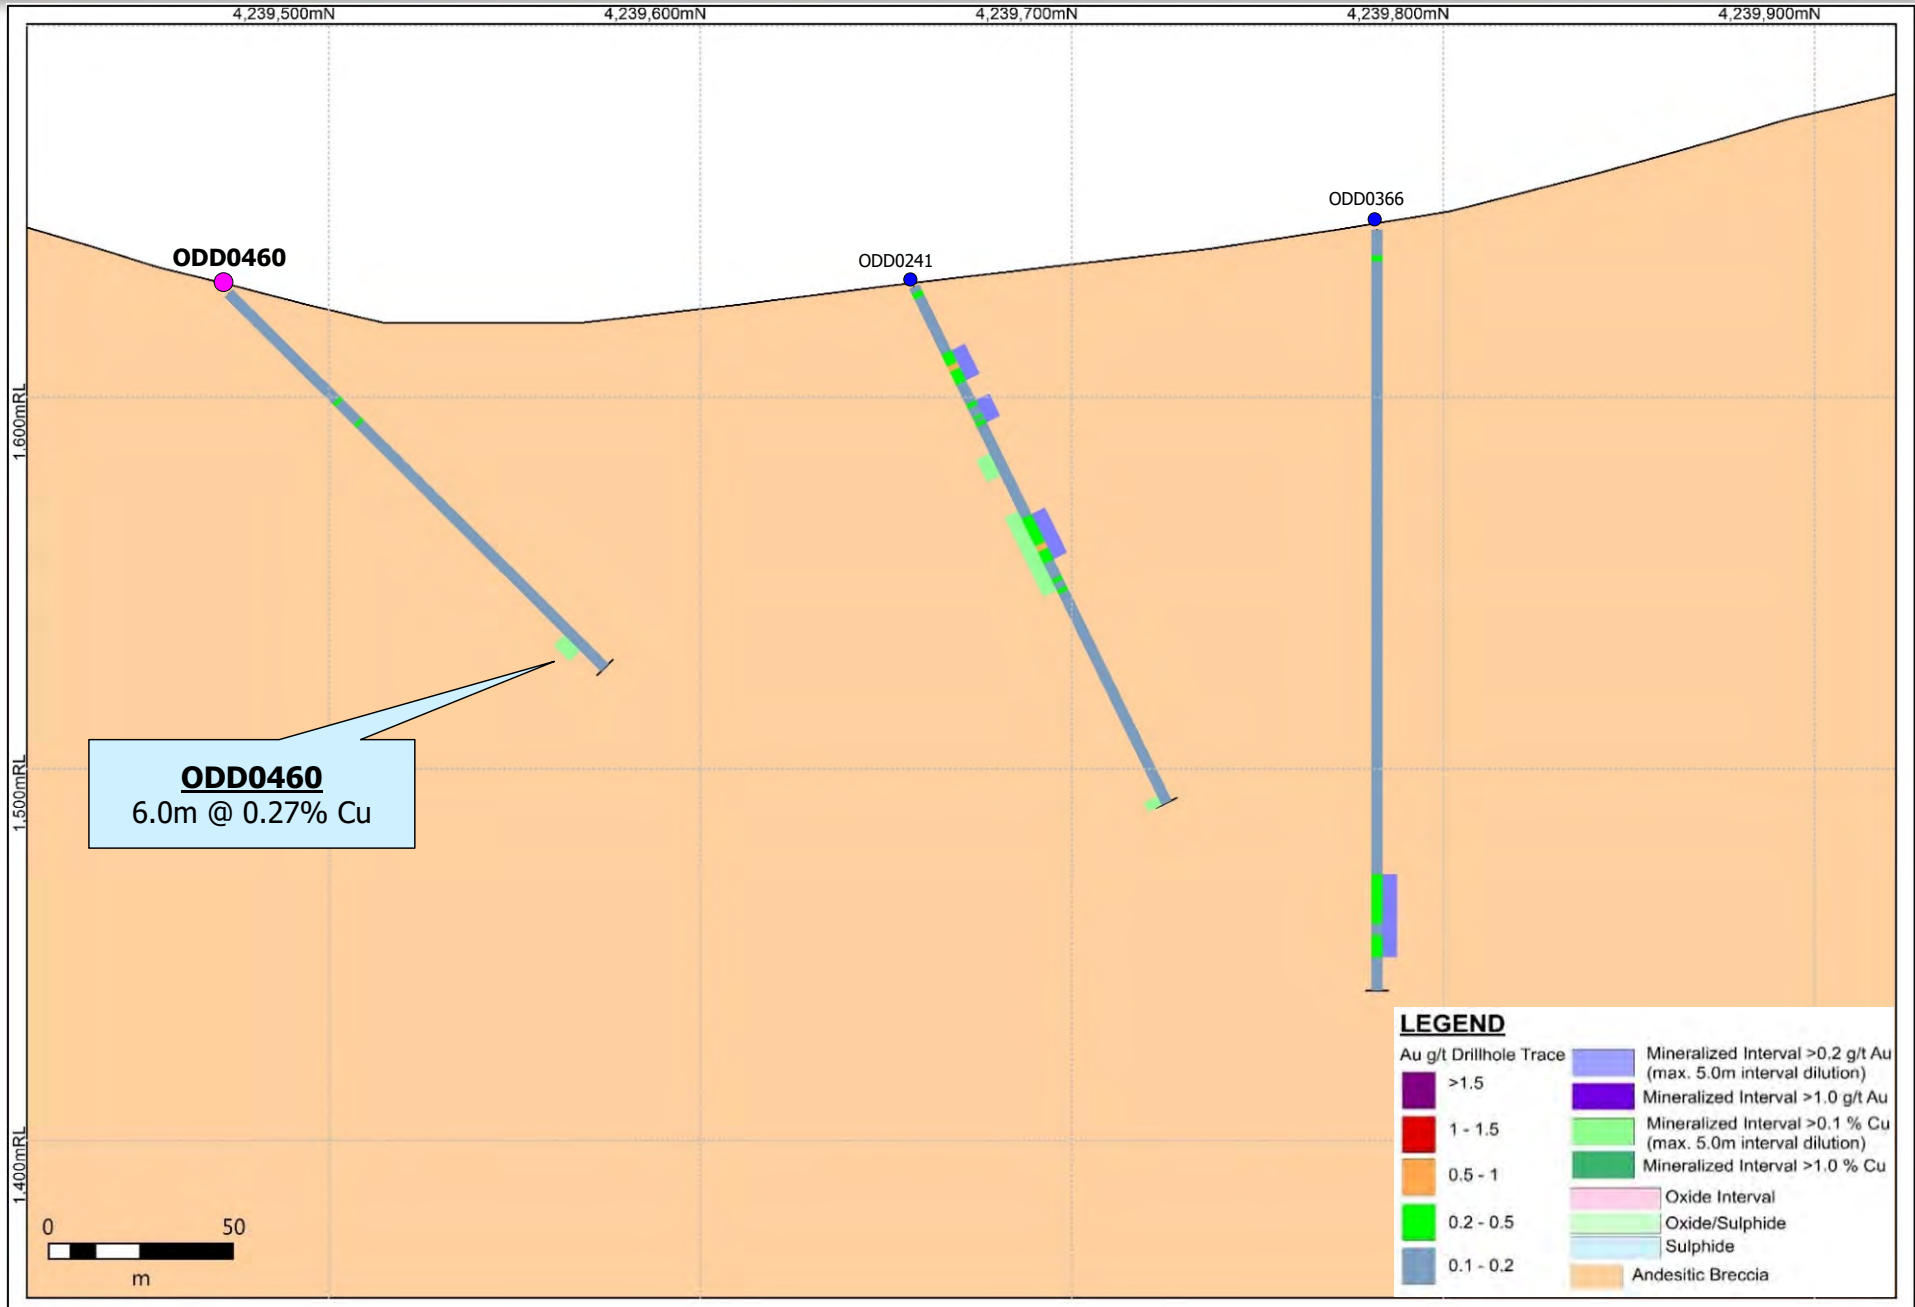 4,239,500mN
4,239,600mN
4,239,700mN
4,239,800mN
4,239,900mN
ODD0366
ODD0460
ODD0241
1,600mRL
1,500mRL
1,400mRL
ODD0460
6.0m @ 0.27% Cu
0 50
m
LEGEND
Au g/t Drillhole Trace
>1.5
1 - 1.5
0.5 - 1
0.2 - 0.5
0.1 - 0.2
Mineralized Interval >0.2 g/t Au
(max. 5.0m interval dilution)
Mineralized Interval >1.0 g/t Au
Mineralized Interval >0.1 % Cu
(max. 5.0m interval dilution)
Mineralized Interval >1.0 % Cu
Oxide Interval
Oxide/Sulphide
Sulphide
Andesitic Breccia